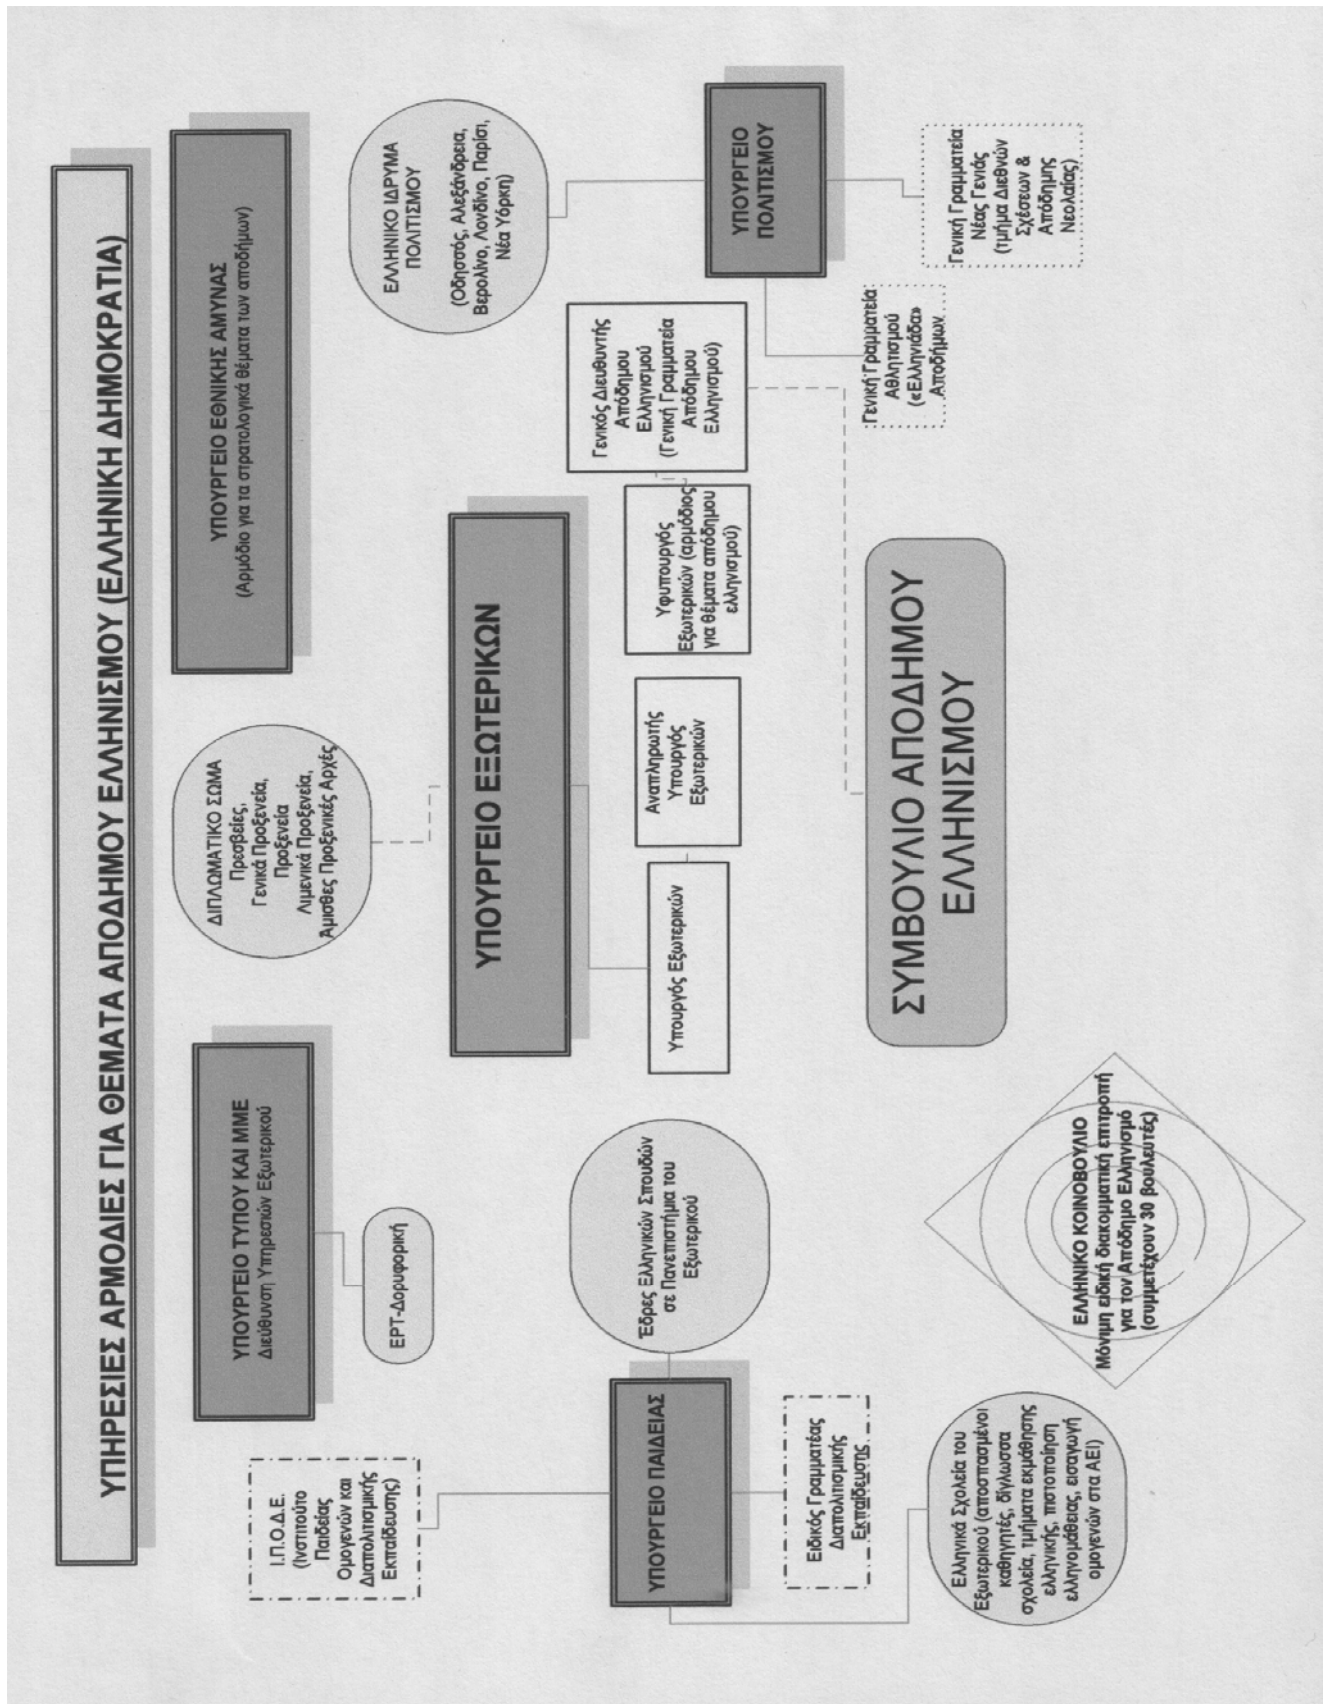 ΥΠΗΡΕΣΙΕΣ ΑΡΜΟΔΙΕΣ ΓΙΑ ΘΕΜΑΤΑ ΑΠΟΔΗΜΟΥ ΕΛΛΗΝΙΣΜΟΥ (ΕΛΛΗΝΙΚΗ ΔΗΜΟΚΡΑΤΙΑ)
Ι.Π.Ο.Δ.Ε.
(Ινστιτούτο
Παιδείας
Ομογενών και
Διαπολιτισμικής
Εκπαίδευσης)
ΥΠΟΥΡΓΕΙΟ ΤΥΠΟΥ ΚΑΙ ΜΜΕ
Διεύθυνση Υπηρεσιών Εξωτερικού
ΕΡΤ-Δορυφορική
ΔΙΠΛΩΜΑΤΙΚΟ ΣΩΜΑ
Πρεσβείες,
Γενικά Προξενεία,
Προξενεία
Λιμενικά Προξενεία,
Άμισθες Προξενικές Αρχές
ΥΠΟΥΡΓΕΙΟ ΕΘΝΙΚΗΣ ΑΜΥΝΑΣ
(Αρμόδιο για τα στρατολογικά θέματα των αποδήμων)
ΕΛΛΗΝΙΚΟ ΙΔΡΥΜΑ
ΠΟΛΙΤΙΣΜΟΥ
(Οδησσός, Αλεξάνδρεια,
Βερολίνο, Λονδίνο, Παρίσι,
Νέα Υόρκη)
ΥΠΟΥΡΓΕΙΟ ΕΞΩΤΕΡΙΚΩΝ
Έδρες Ελληνικών Σπουδών
σε Πανεπιστήμια του
Εξωτερικού
ΥΠΟΥΡΓΕΙΟ ΠΑΙΔΕΙΑΣ
Υπουργός Εξωτερικών
Αναπληρωτής
Υπουργός
Εξωτερικών
Υφυπουργός
Εξωτερικών (αρμόδιος
για θέματα απόδημου
ελληνισμού)
Γενικός Διευθυντής
Απόδημου
Ελληνισμού
(Γενική Γραμματεία
Απόδημου
Ελληνισμού)
ΥΠΟΥΡΓΕΙΟ
ΠΟΛΙΤΙΣΜΟΥ
Ειδικός Γραμματέας
Διαπολιτισμικής
Εκπαίδευσης
Γενική Γραμματεία
Αθλητισμού
(«Ελληνιάδα»
Αποδήμων
Γενική Γραμματεία
Νέας Γενιάς
(τμήμα Διεθνών
Σχέσεων &
Απόδημης
Νεολαίας)
ΣΥΜΒΟΥΛΙΟ ΑΠΟΔΗΜΟΥ
ΕΛΛΗΝΙΣΜΟΥ
Ελληνικά Σχολεία του
Εξωτερικού (αποσπασμένοι
καθηγητές, δίγλωσσα
σχολεία, τμήματα εκμάθησης
ελληνικής, πιστοποίηση
ελληνομάθειας, εισαγωγή
ομογενών στα ΑΕΙ)
ΕΛΛΗΝΙΚΟ ΚΟΙΝΟΒΟΥΛΙΟ
Μόνιμη ειδική διακομματική επιτροπή
για τον Απόδημο Ελληνισμό
(συμμετέχουν 30 βουλευτές)